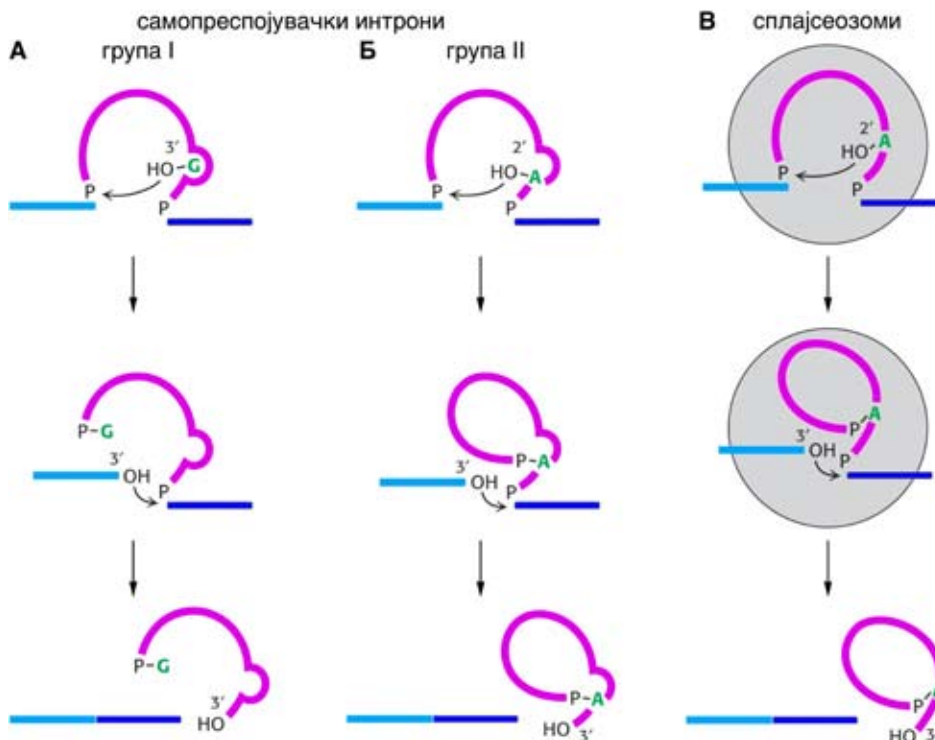 самопреспојувачки интрони
А група I
Б група II
В сплајсеозоми
3′
HO G
P
P
2′
HO A
P
P
2′
HO A
P
P
P G
3′
OH
P
P A
3′
OH
P
P A
3′
OH
P
P G
3′
HO
P A
HO 3′
P
HO 3